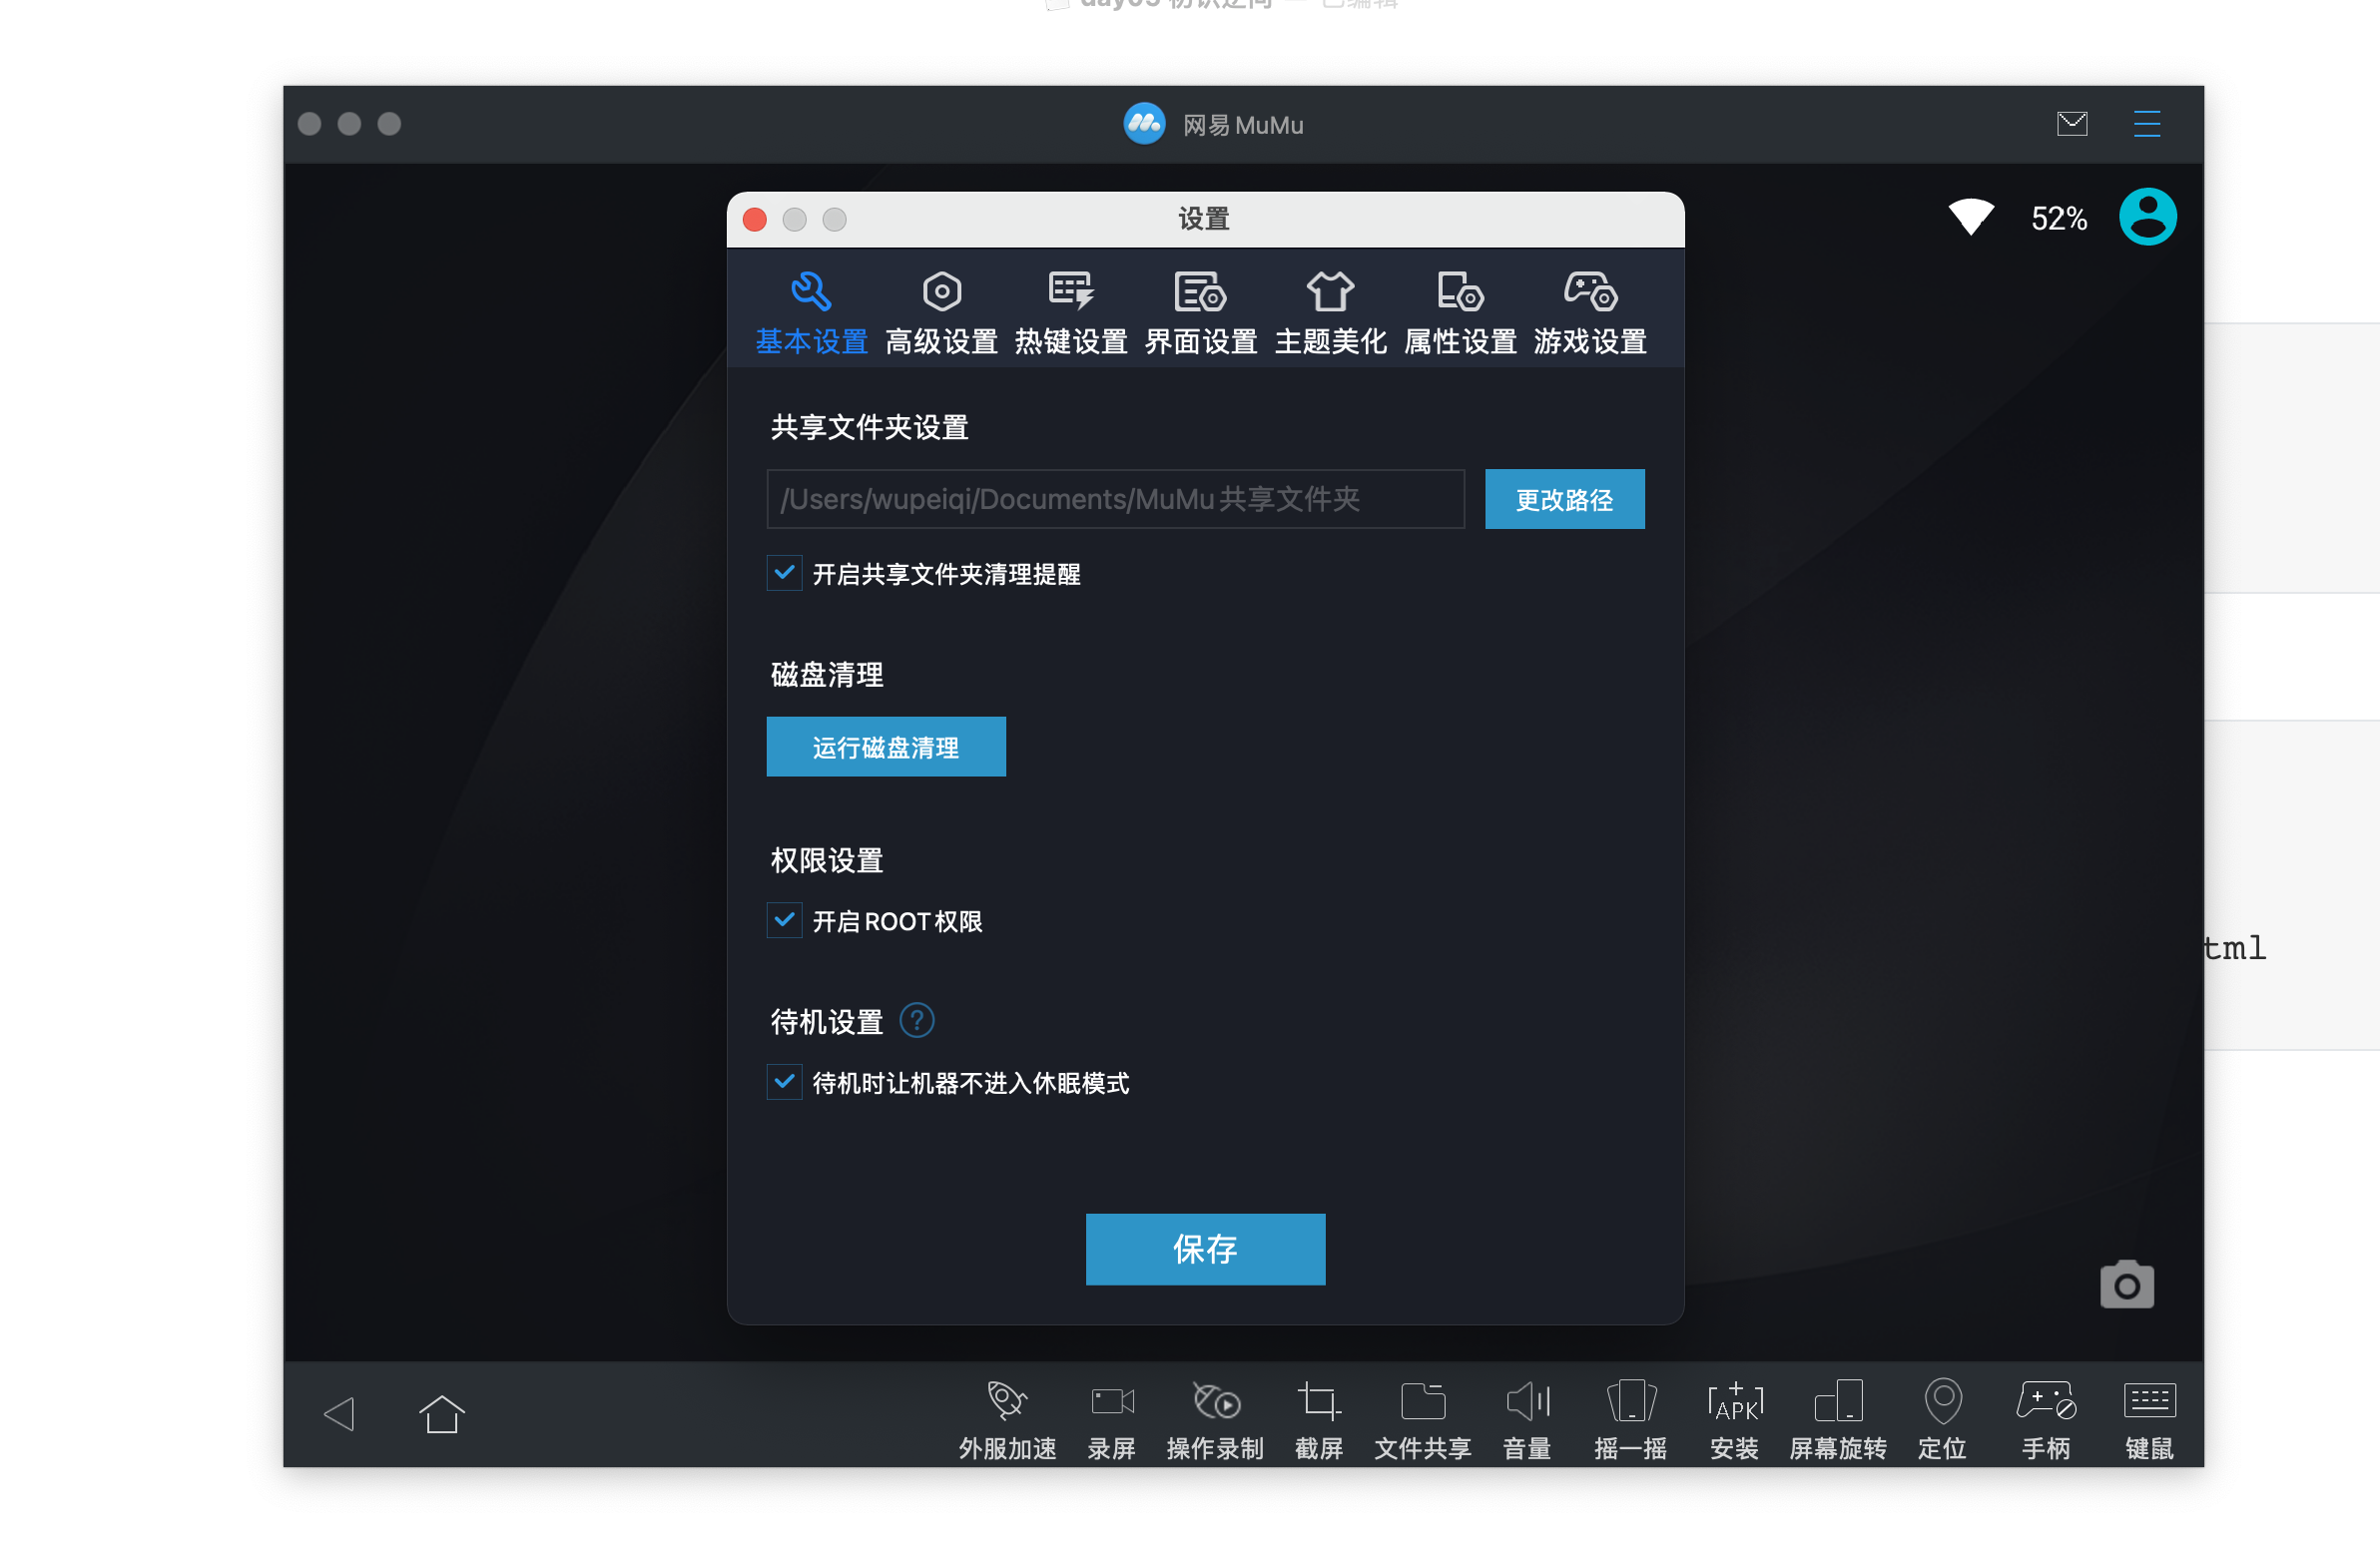 网易 MuMu
设置
52%
基本设置 高级设置 热键设置 界面设置 主题美化 属性设置 游戏设置
共享文件夹设置
/Users/wupeiqi/Documents/MuMu共享文件夹 更改路径
开启共享文件夹清理提醒
磁盘清理
运行磁盘清理
权限设置
开启ROOT权限
tml
待机设置 ?
待机时让机器不进入休眠模式
保存
APK
外服加速 录屏 操作录制 截屏 文件共享 音量 摇一摇 安装 屏幕旋转 定位 手柄 键鼠